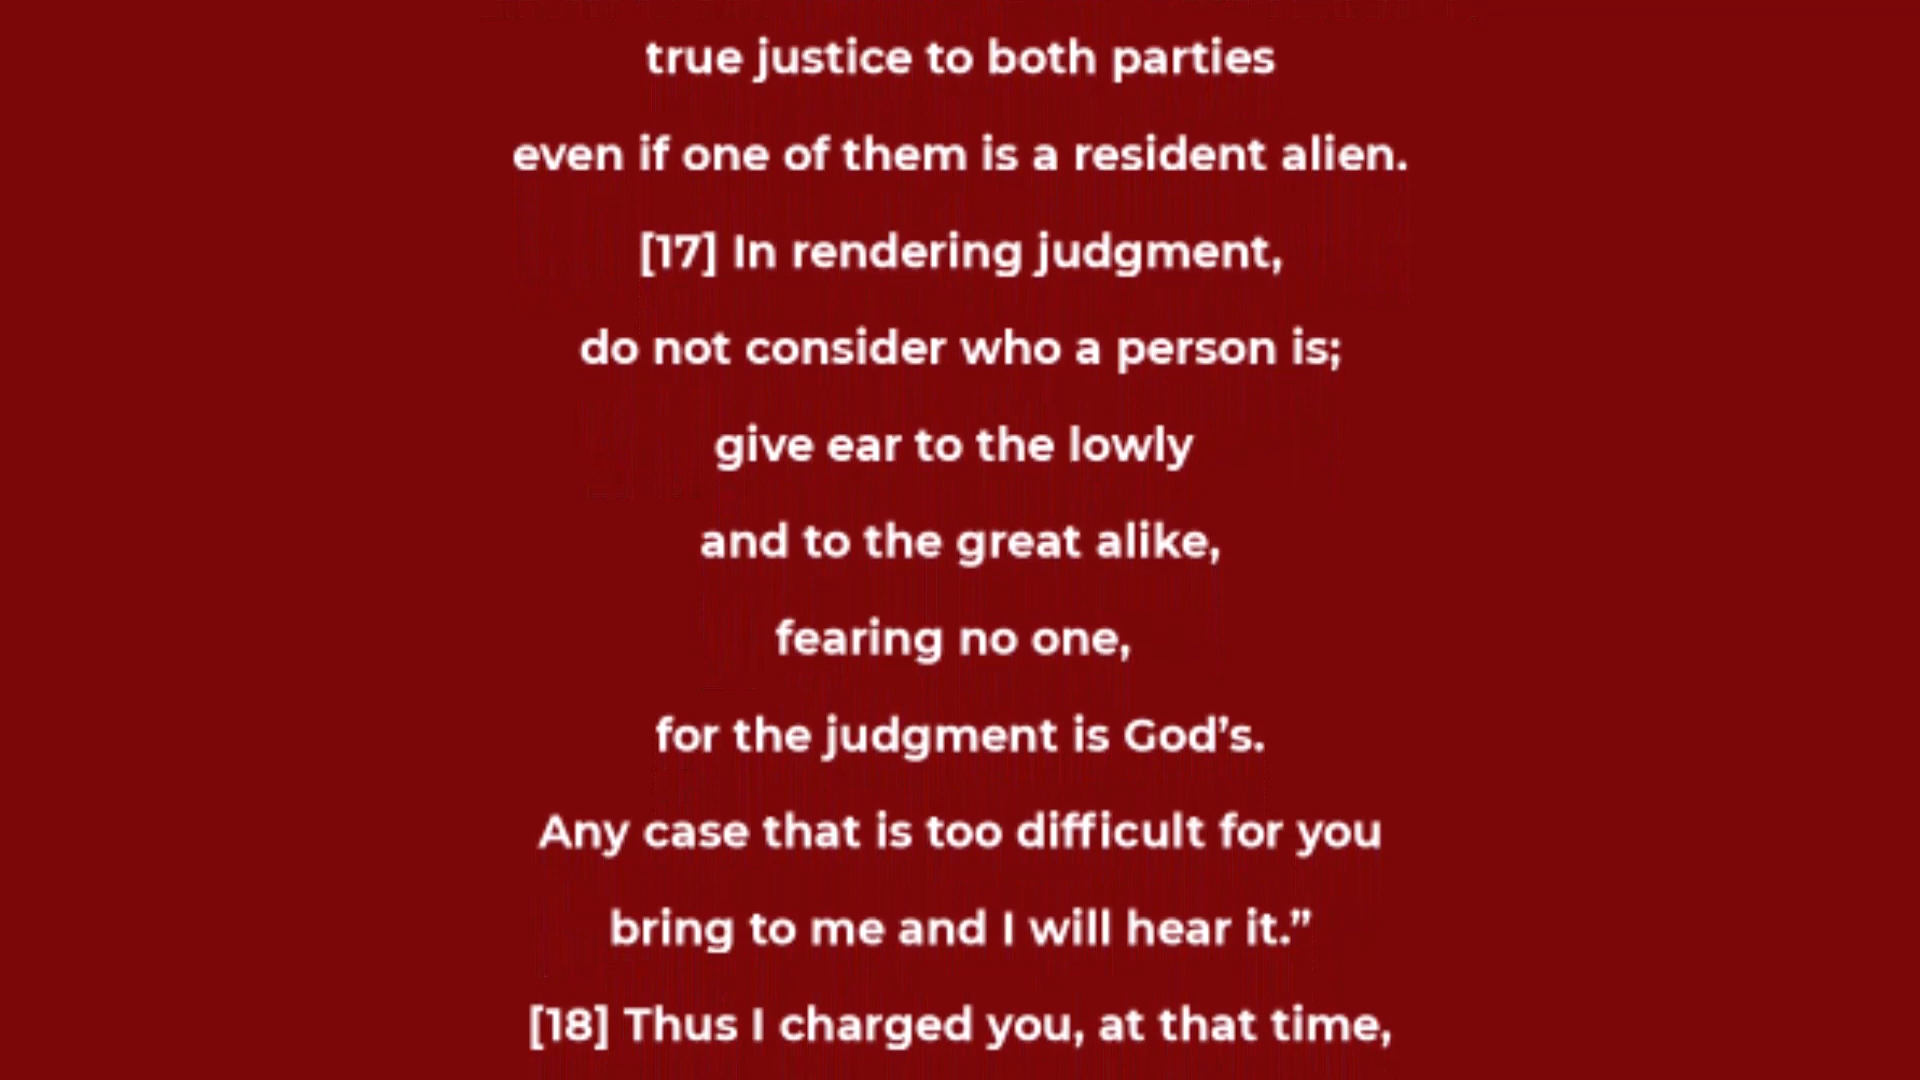 true justice to both parties
even if one of them is a resident alien.
[17] In rendering judgment,
do not consider who a person is;
give ear to the lowly
and to the great alike,
fearing no one,
for the judgment is God’s.
Any case that is too difficult for you
bring to me and I will hear it.”
[18] Thus I charged you, at that time,